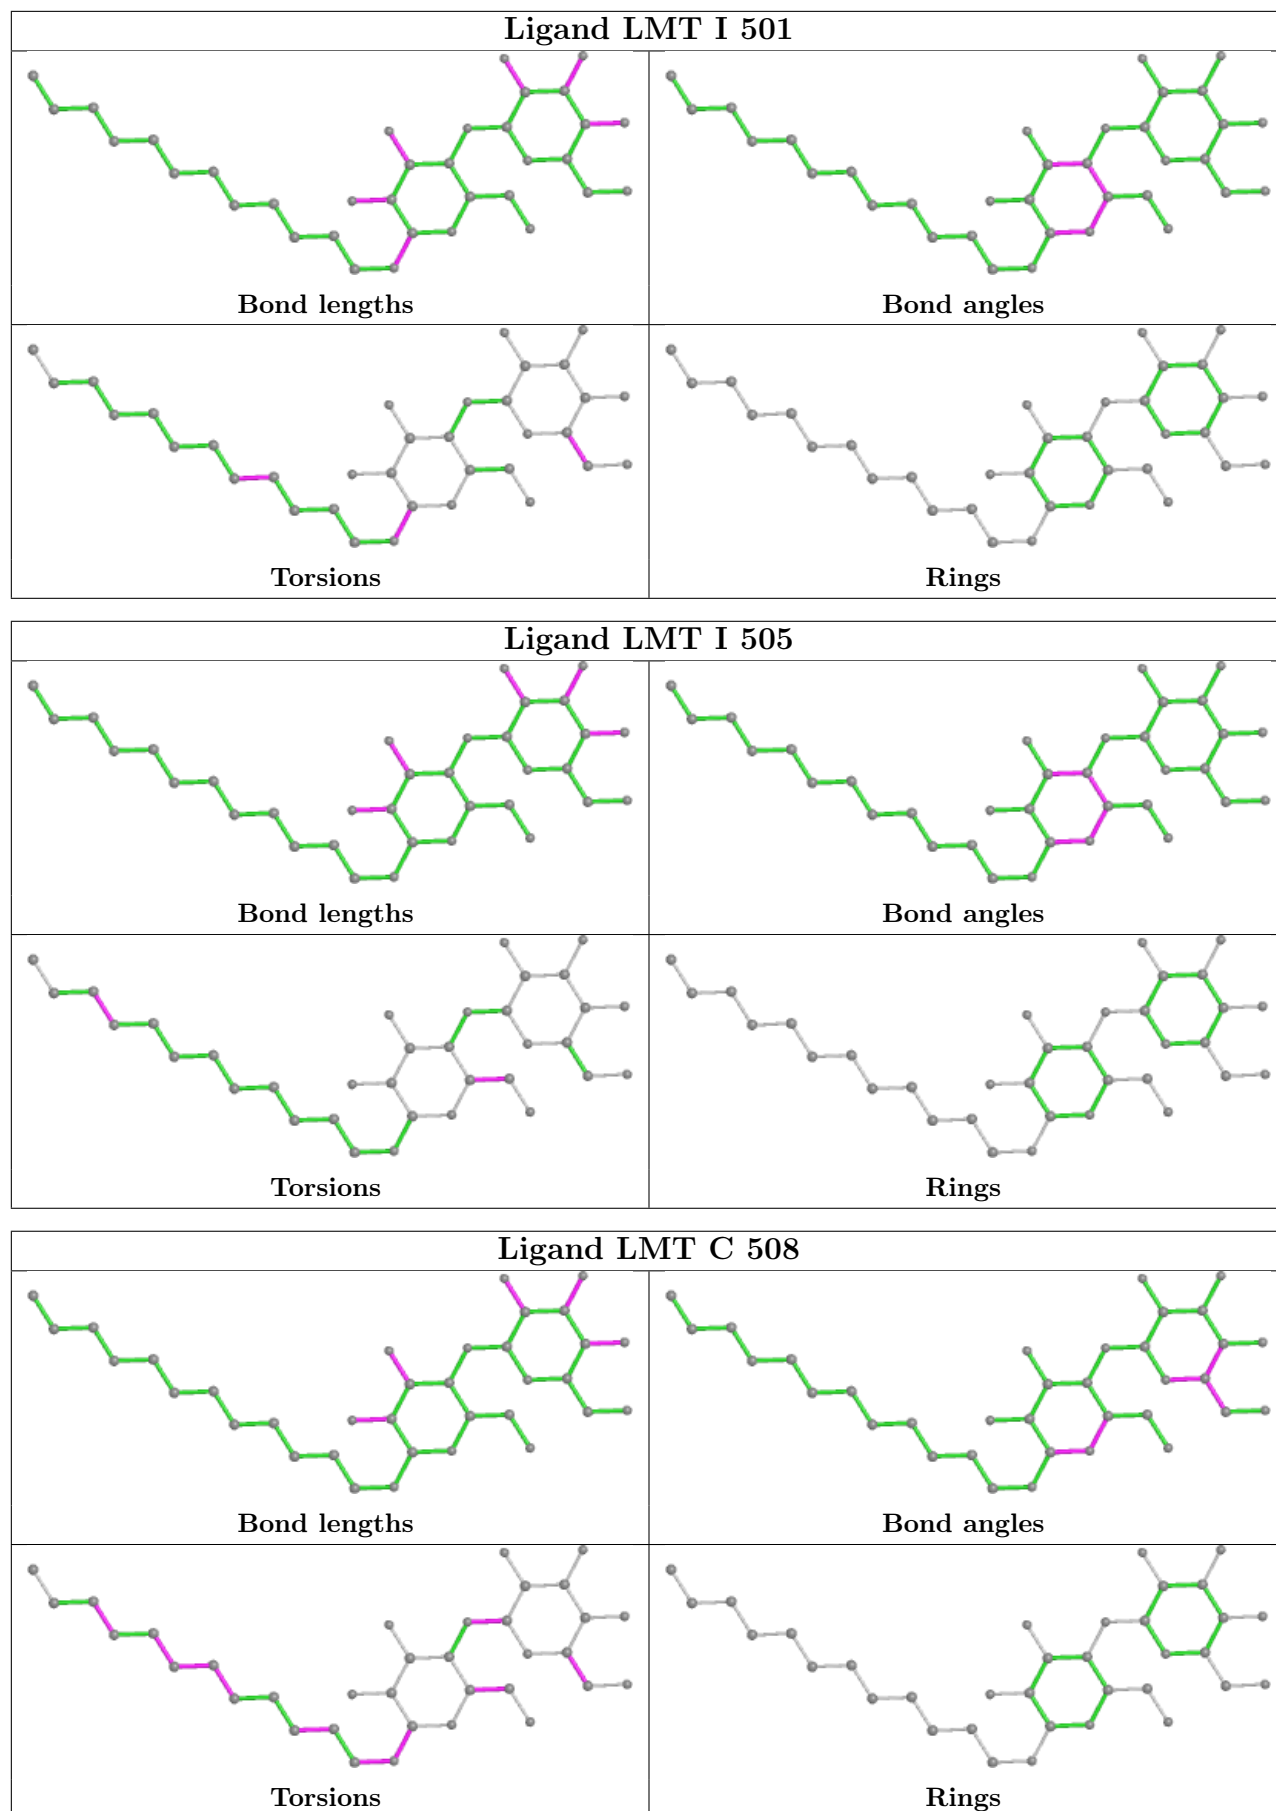 Ligand LMT I 501
Bond lengths
Bond angles
Torsions
Rings
Ligand LMT I 505
Bond lengths
Bond angles
Torsions
Rings
Ligand LMT C 508
Bond lengths
Bond angles
Torsions
Rings